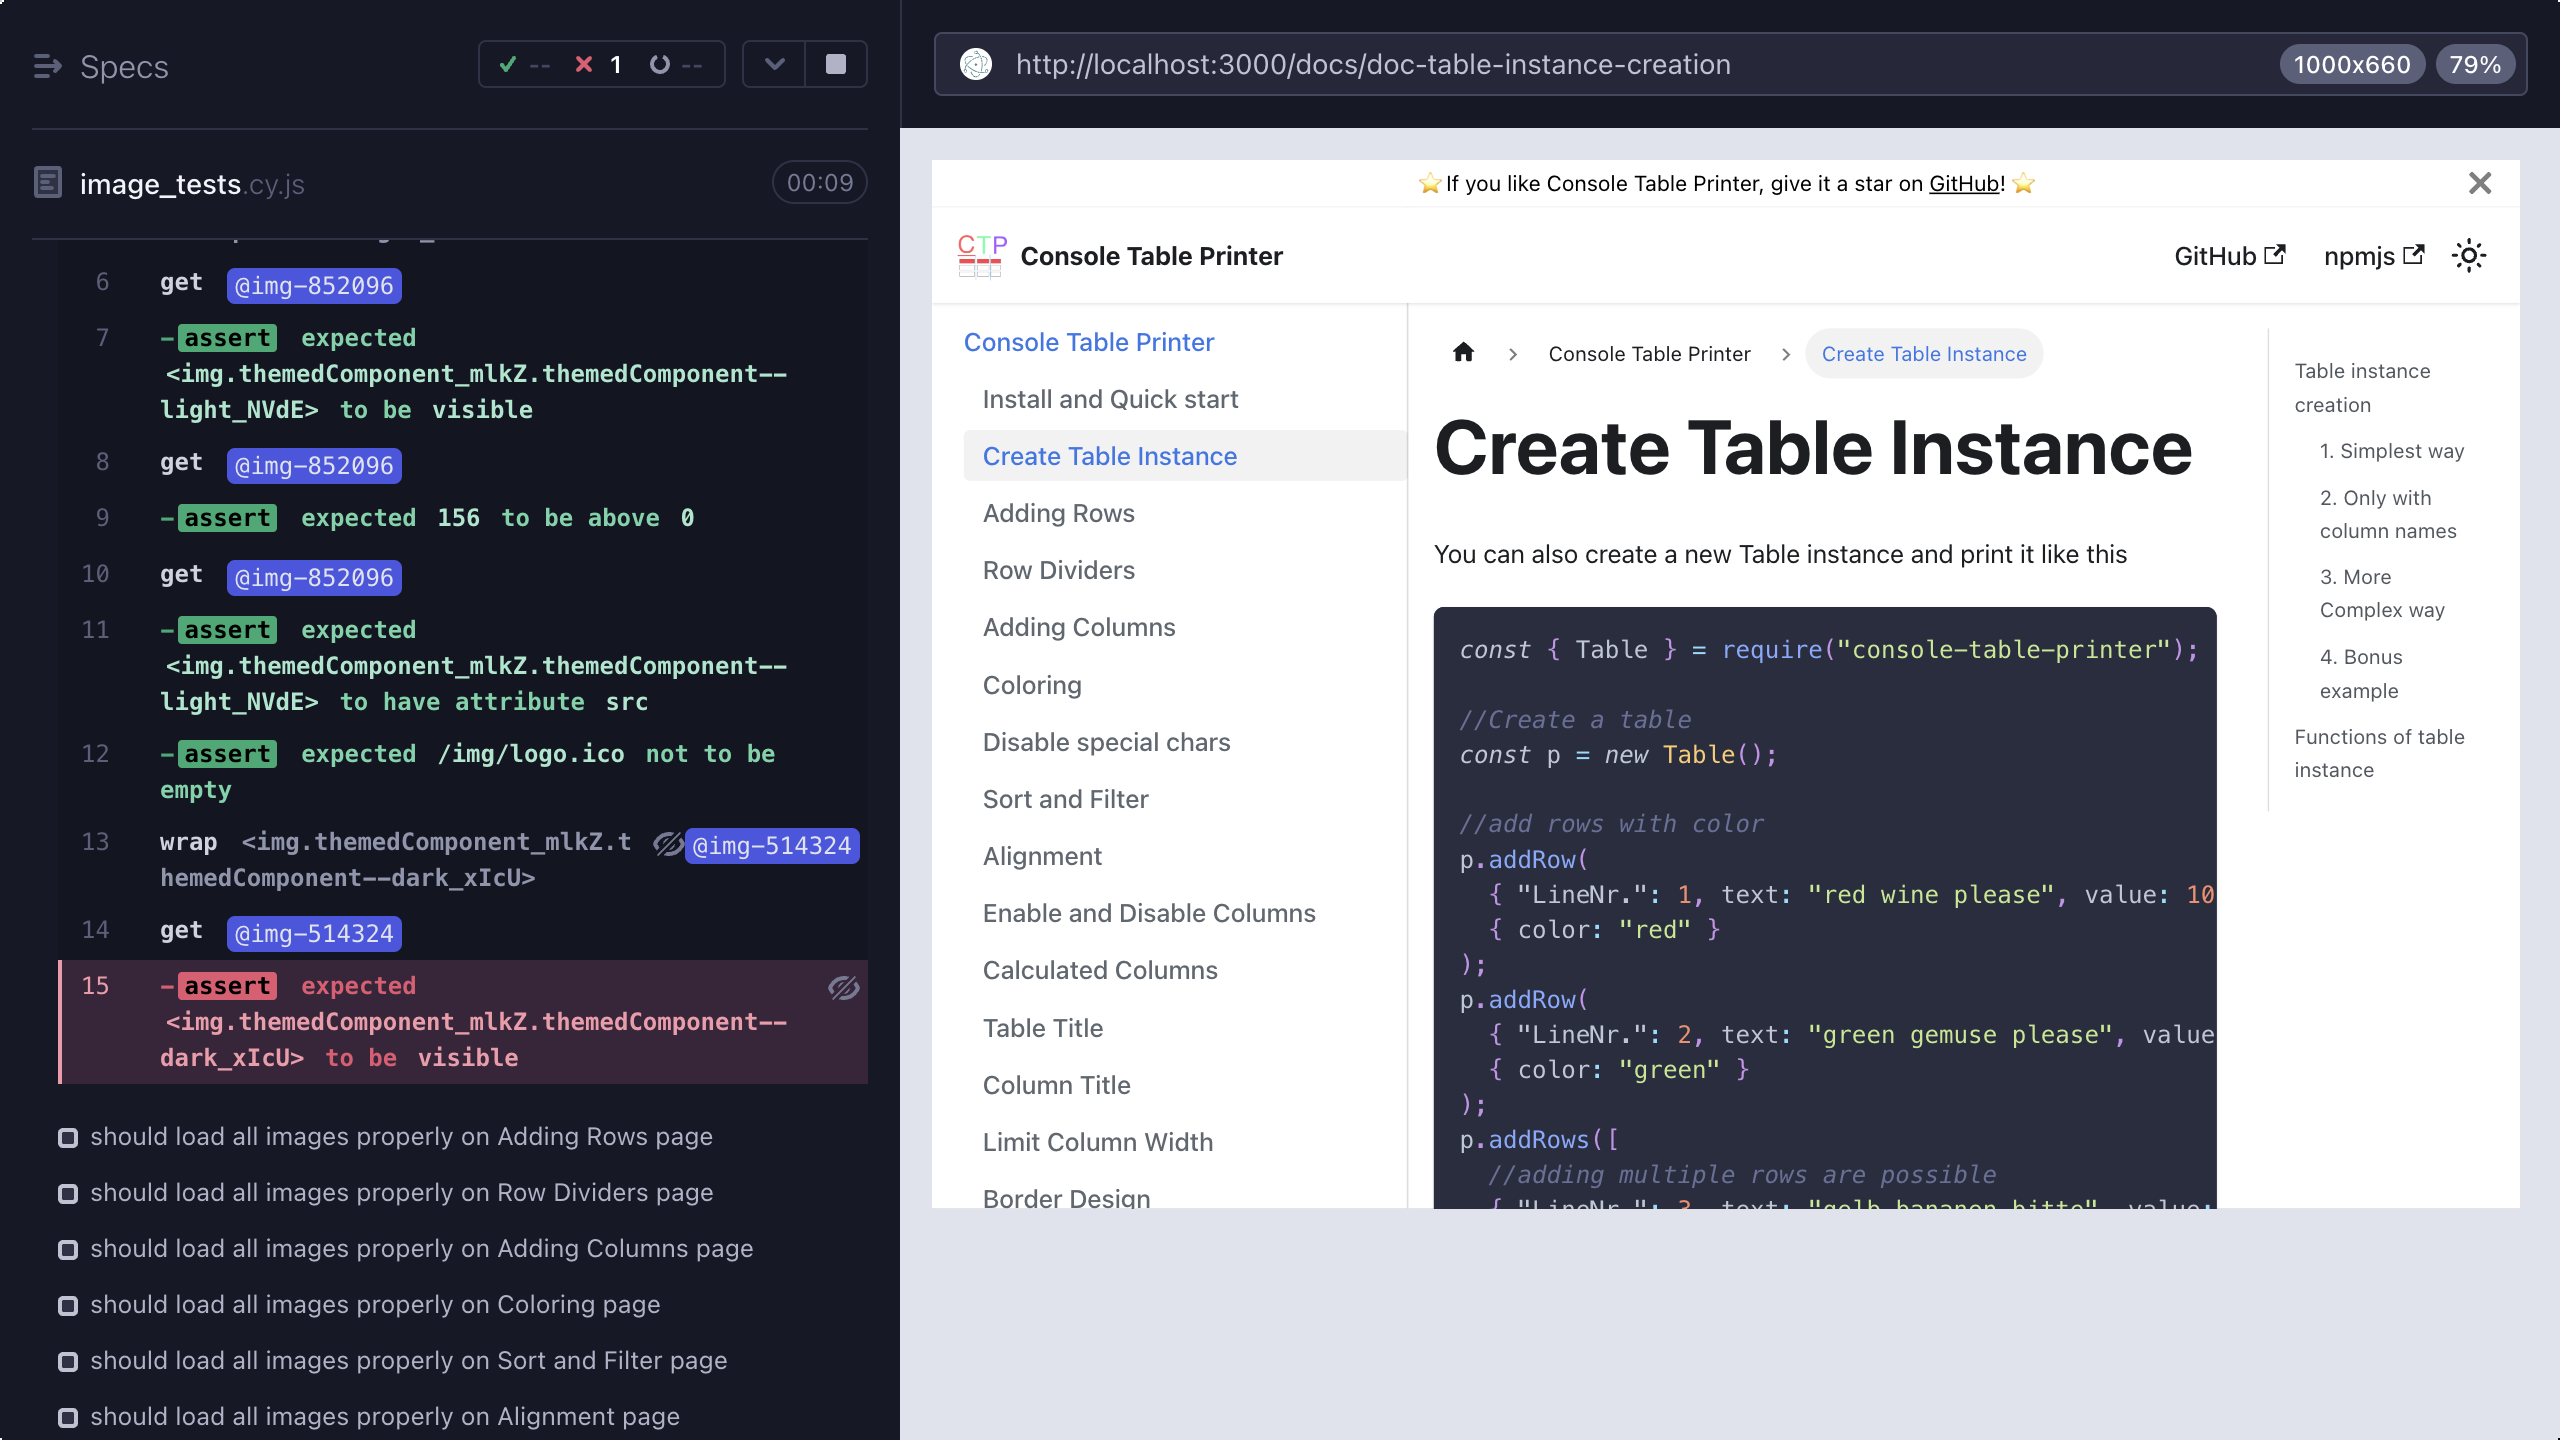 Specs
-- 1 --
image_tests.cy.js
00:09
6 get @img-852096
7 -assert expected
<img.themedComponent_mlkZ.themedComponent--
light_NVdE> to be visible
8 get @img-852096
9 -assert expected 156 to be above 0
10 get @img-852096
11 -assert expected
<img.themedComponent_mlkZ.themedComponent--
light_NVdE> to have attribute src
12 -assert expected /img/logo.ico not to be
empty
13 wrap <img.themedComponent_mlkZ.t @img-514324
hemedComponent--dark_xIcU>
14 get @img-514324
15 -assert expected
<img.themedComponent_mlkZ.themedComponent--
dark_xIcU> to be visible
should load all images properly on Adding Rows page
should load all images properly on Row Dividers page
should load all images properly on Adding Columns page
should load all images properly on Coloring page
should load all images properly on Sort and Filter page
should load all images properly on Alignment page
http://localhost:3000/docs/doc-table-instance-creation
1000x660
79%
⭐️If you like Console Table Printer, give it a star on GitHub! ⭐️
CTP
Console Table Printer
GitHub
npmjs
Console Table Printer
Install and Quick start
Create Table Instance
Adding Rows
Row Dividers
Adding Columns
Coloring
Disable special chars
Sort and Filter
Alignment
Enable and Disable Columns
Calculated Columns
Table Title
Column Title
Limit Column Width
Border Design
Console Table Printer
Create Table Instance
Create Table Instance
You can also create a new Table instance and print it like this
const { Table } = require("console-table-printer");
//Create a table
const p = new Table();
//add rows with color
p.addRow(
{ "LineNr.": 1, text: "red wine please", value: 10
{ color: "red" }
);
p.addRow(
{ "LineNr.": 2, text: "green gemuse please", value
{ color: "green" }
);
p.addRows([
//adding multiple rows are possible
{ "LineNr.": 3, text: "gelb bananen bitte", value:
Table instance
creation
1. Simplest way
2. Only with
column names
3. More
Complex way
4. Bonus
example
Functions of table
instance